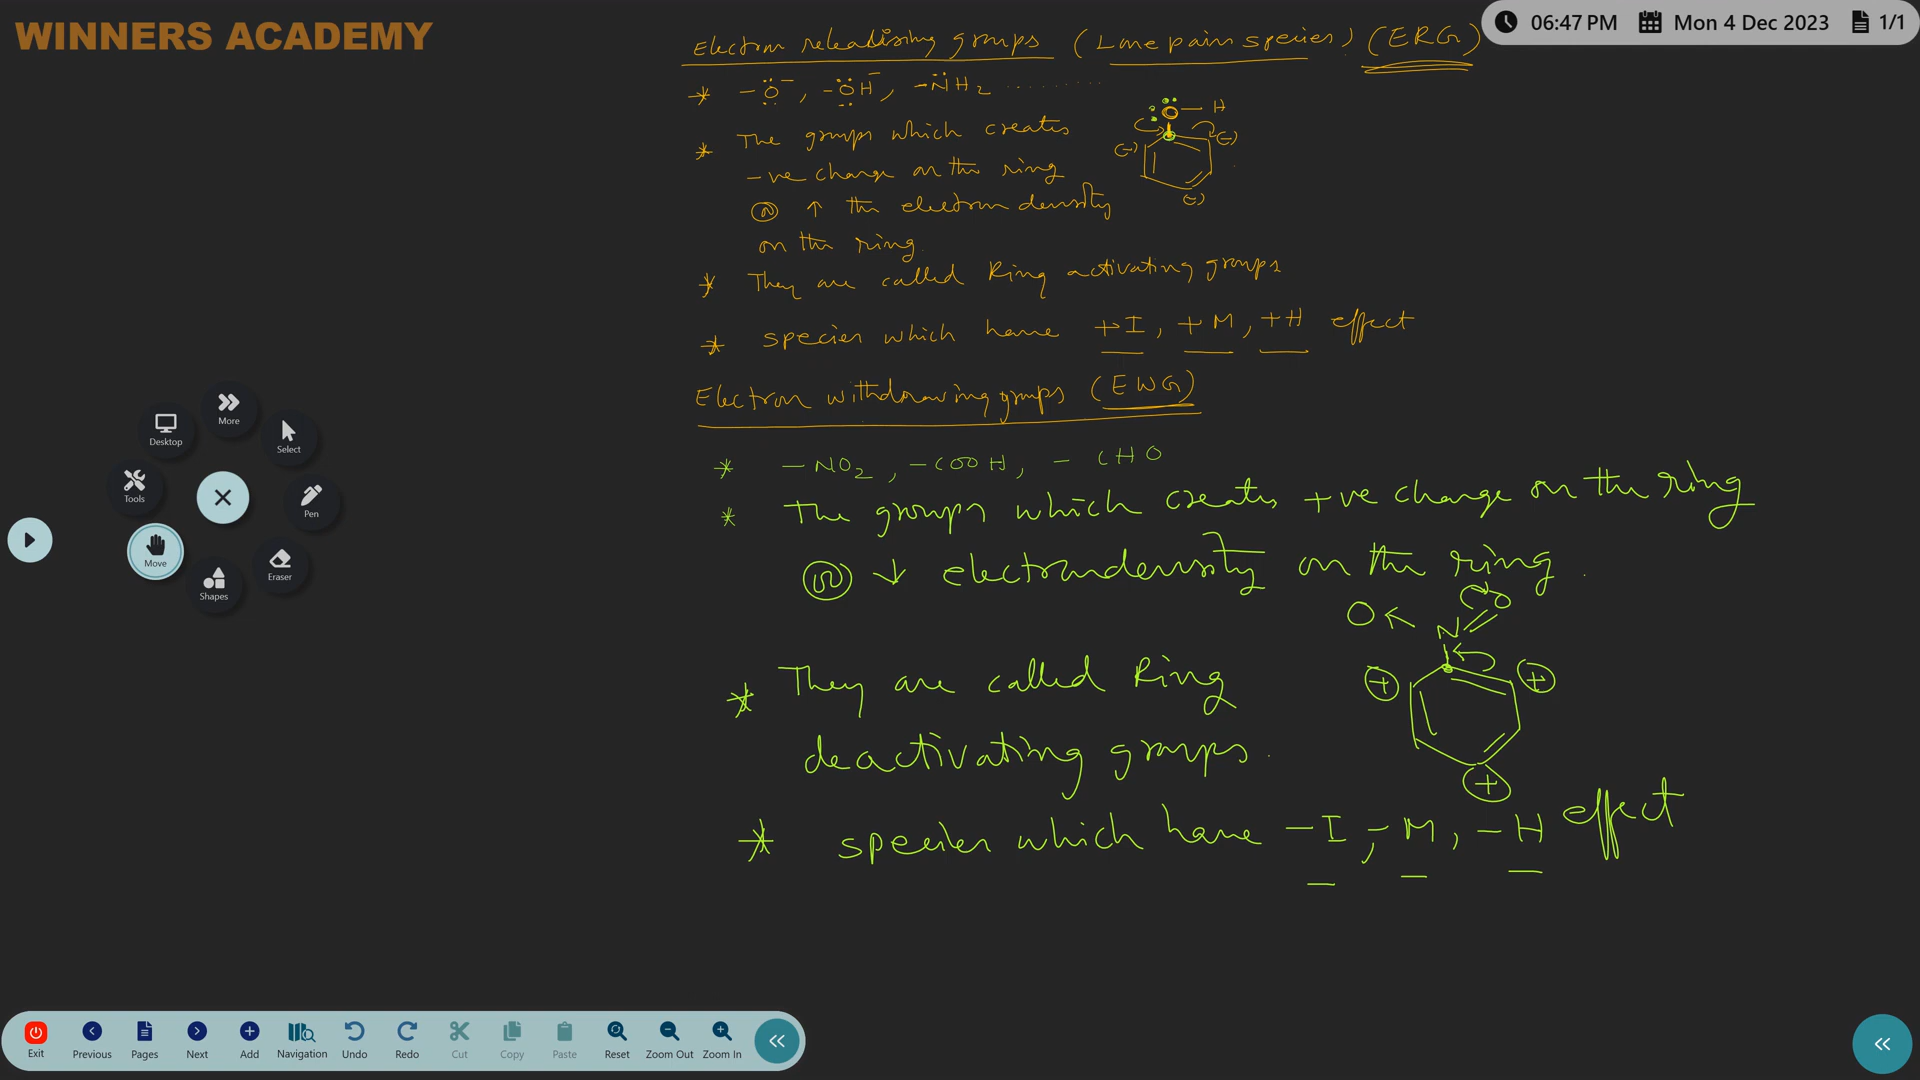 WINNERS ACADEMY
06:47 PM Mon 4 Dec 2023 1/1
Electron releasing groups (Lone pair species) (ERG)
* -O⁻, -OH, -NH2 ..........
* The groups which creates
-ve charge on the ring
or ↑ the electron density
on the ring.
O - H
(-) (-)
(-)
* They are called Ring activating groups
* species which have +I, +M, +H effect
Electron withdrawing groups (EWG)
* -NO2, -COOH, -CHO
* The groups which creates +ve charge on the ring
or ↓ electron density on the ring.
O ← N = O
+ +
+
* They are called Ring
deactivating groups.
* species which have -I, -M, -H effect
More
Desktop
Select
Tools
Pen
Move
Eraser
Shapes
Exit Previous Pages Next Add Navigation Undo Redo Cut Copy Paste Reset Zoom Out Zoom In